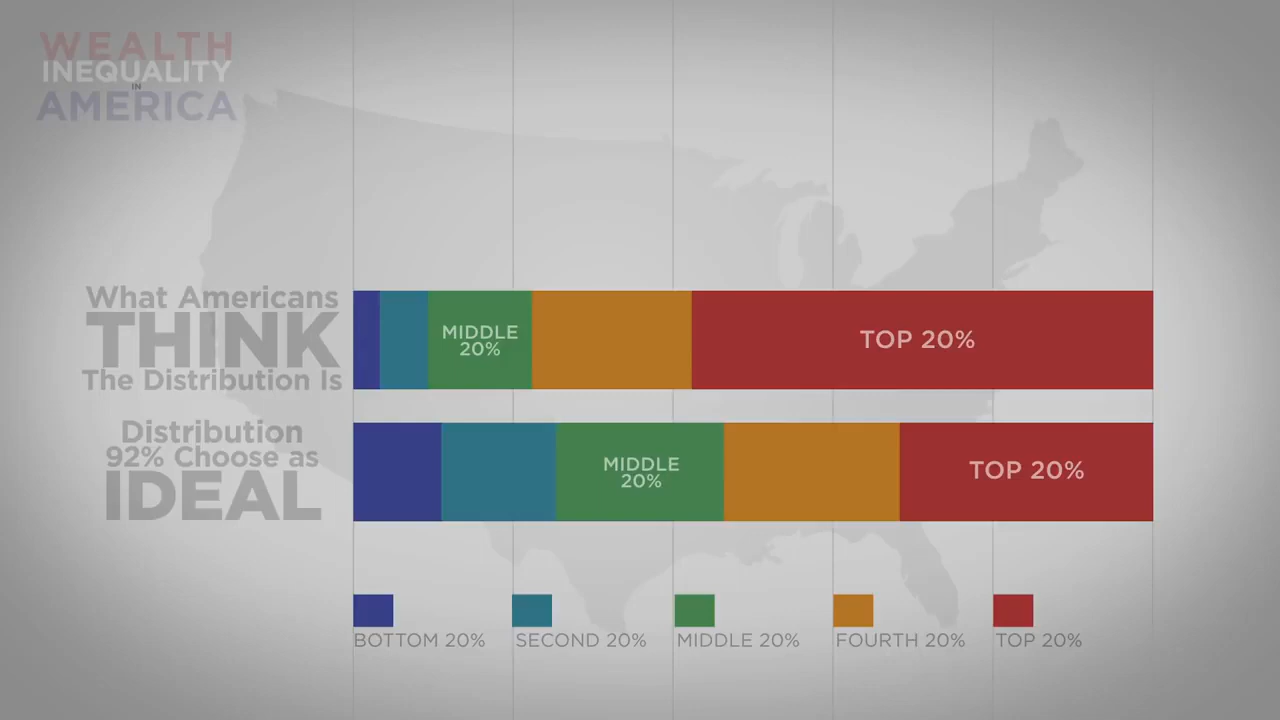 WEALTH
INEQUALITY
IN
AMERICA
What Americans
THINK
The Distribution Is
MIDDLE
20%
TOP 20%
Distribution
92% Choose as
IDEAL
MIDDLE
20%
TOP 20%
BOTTOM 20%
SECOND 20%
MIDDLE 20%
FOURTH 20%
TOP 20%